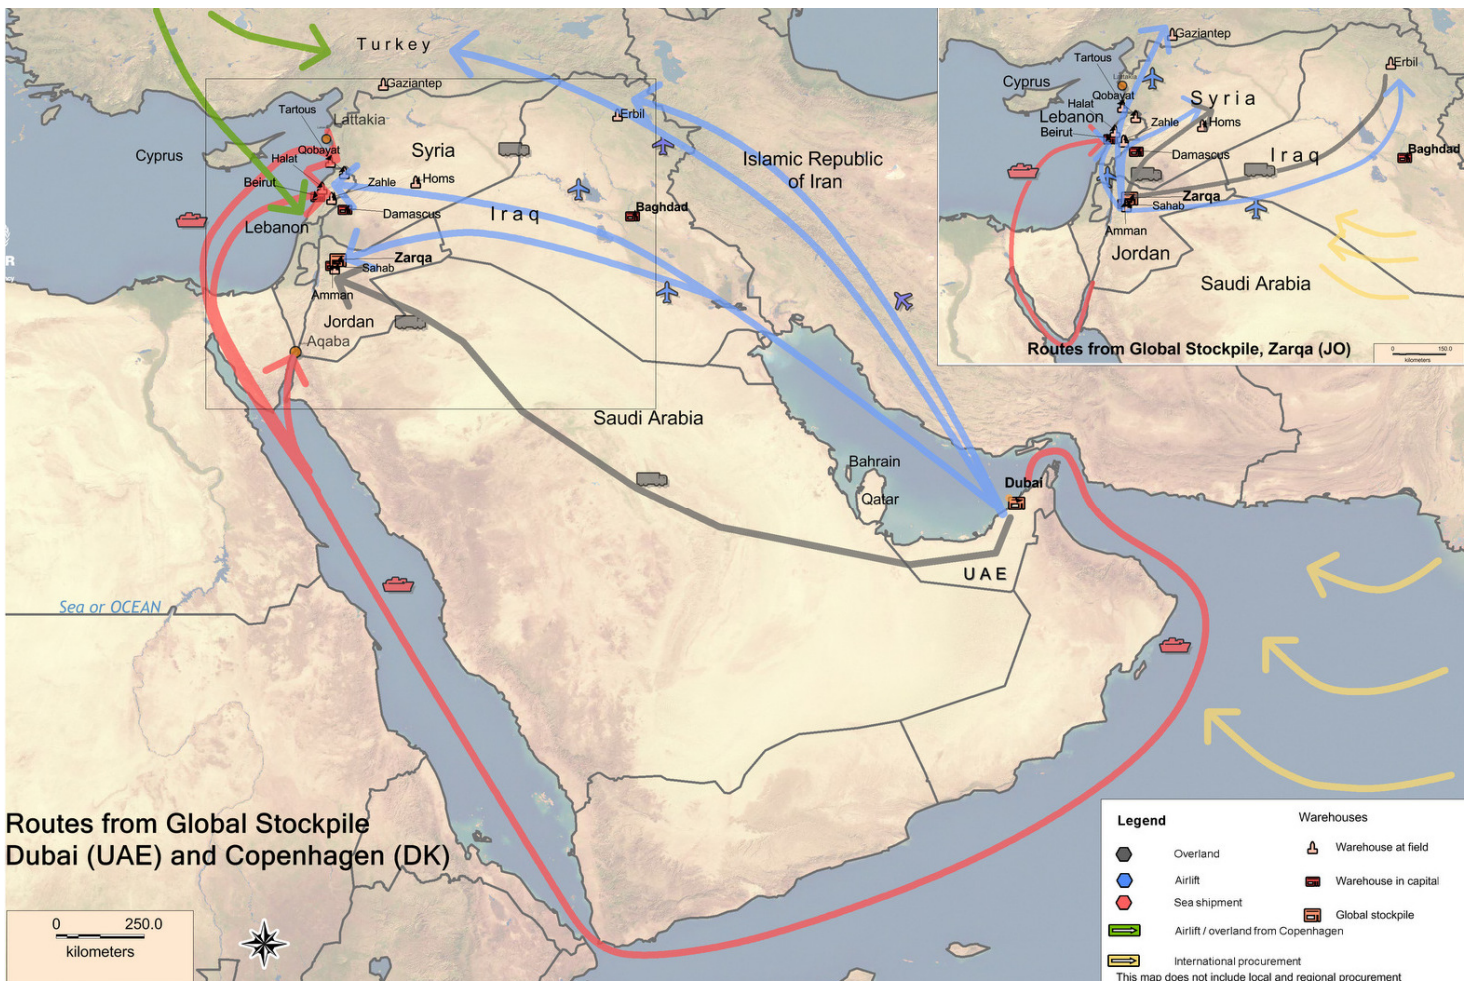 Turkey
Gaziantep
Tartous
Lattakia
Erbil
Qobayat
Cyprus
Halat
Syria
Islamic Republic
of Iran
Beirut
Zahle
Homs
Iraq
Baghdad
Damascus
Lebanon
R
Zarqa
Sahab
Amman
Jordan
Aqaba
Saudi Arabia
Bahrain
Qatar
Dubai
UAE
Sea or OCEAN
Gaziantep
Tartous
Lattakia
Erbil
Cyprus
Qobayat
Syria
Halat
Lebanon
Zahle
Homs
Beirut
Iraq
Baghdad
Damascus
Zarqa
Sahab
Amman
Jordan
Saudi Arabia
Routes from Global Stockpile, Zarqa (JO)
0 150.0
kilometers
Routes from Global Stockpile
Dubai (UAE) and Copenhagen (DK)
0 250.0
kilometers
Legend
Overland
Airlift
Sea shipment
Airlift / overland from Copenhagen
International procurement
Warehouses
Warehouse at field
Warehouse in capital
Global stockpile
This map does not include local and regional procurement